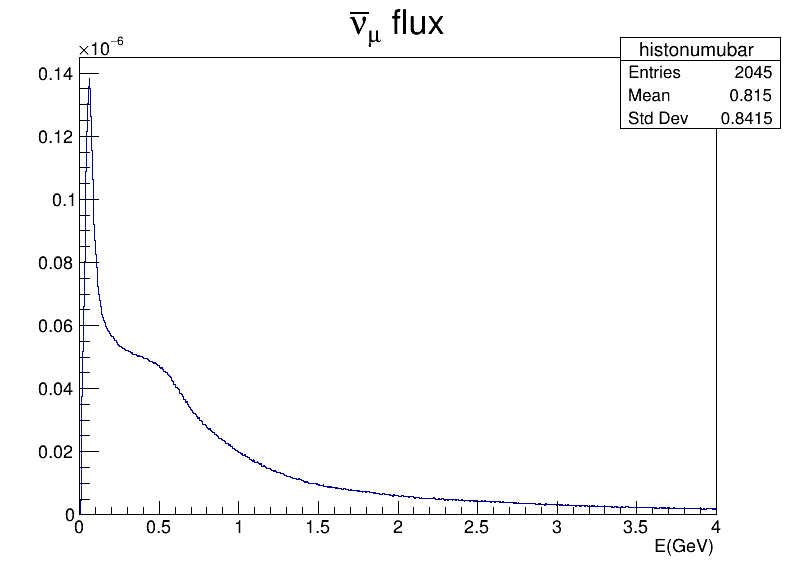 ν̅μ flux
×10⁻⁶
histonumubar
Entries 2045
Mean 0.815
Std Dev 0.8415
0.14
0.12
0.1
0.08
0.06
0.04
0.02
0
0 0.5 1 1.5 2 2.5 3 3.5 4
E(GeV)